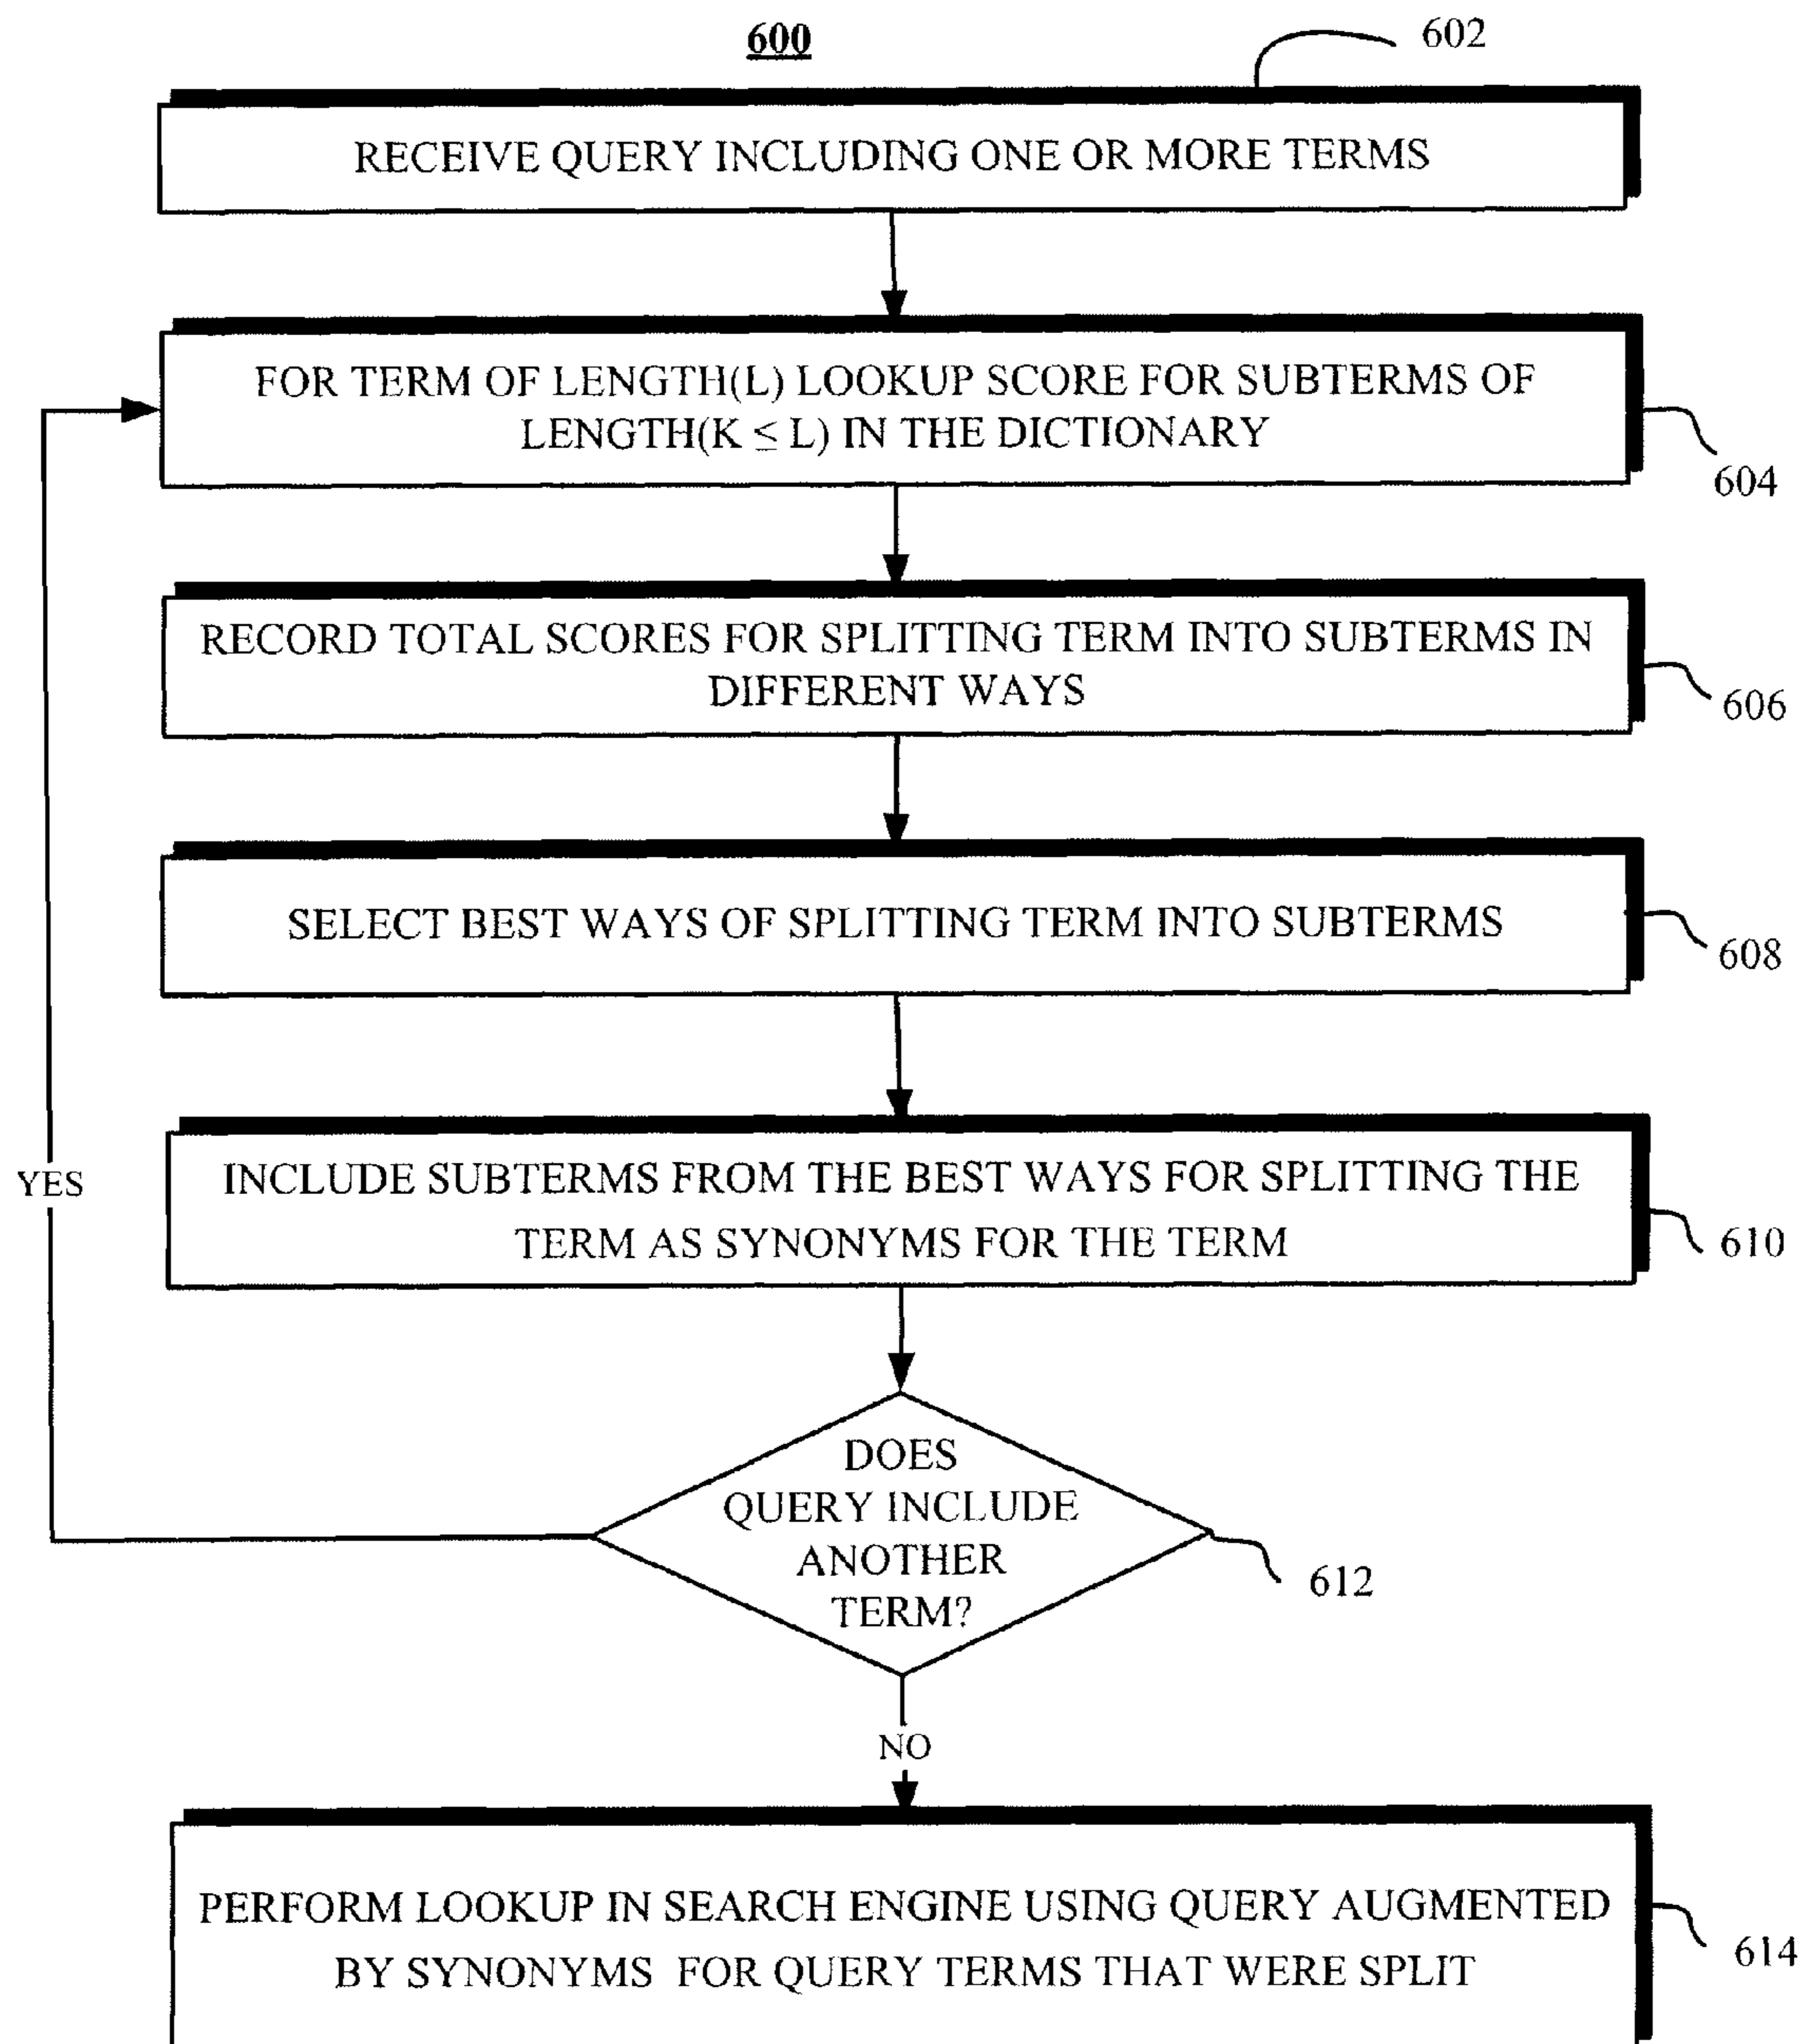 600
602
RECEIVE QUERY INCLUDING ONE OR MORE TERMS
FOR TERM OF LENGTH(L) LOOKUP SCORE FOR SUBTERMS OF
LENGTH(K ≤ L) IN THE DICTIONARY
604
RECORD TOTAL SCORES FOR SPLITTING TERM INTO SUBTERMS IN
DIFFERENT WAYS
606
SELECT BEST WAYS OF SPLITTING TERM INTO SUBTERMS
608
INCLUDE SUBTERMS FROM THE BEST WAYS FOR SPLITTING THE
TERM AS SYNONYMS FOR THE TERM
610
YES
DOES
QUERY INCLUDE
ANOTHER
TERM?
612
NO
PERFORM LOOKUP IN SEARCH ENGINE USING QUERY AUGMENTED
BY SYNONYMS FOR QUERY TERMS THAT WERE SPLIT
614